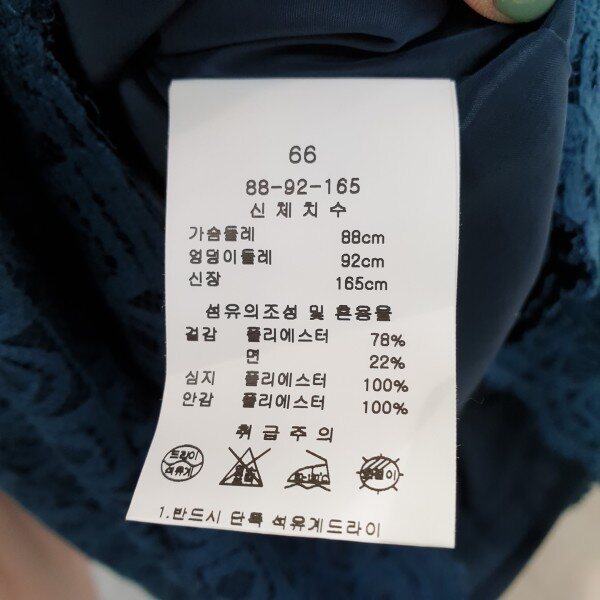 66
88-92-165
신체치수
가슴둘레 88cm
엉덩이둘레 92cm
신장 165cm
섬유의조성 및 혼용율
겉감 폴리에스터 78%
면 22%
심지 폴리에스터 100%
안감 폴리에스터 100%
취급주의
드라이
석유계
1.반드시 단독 석유계드라이